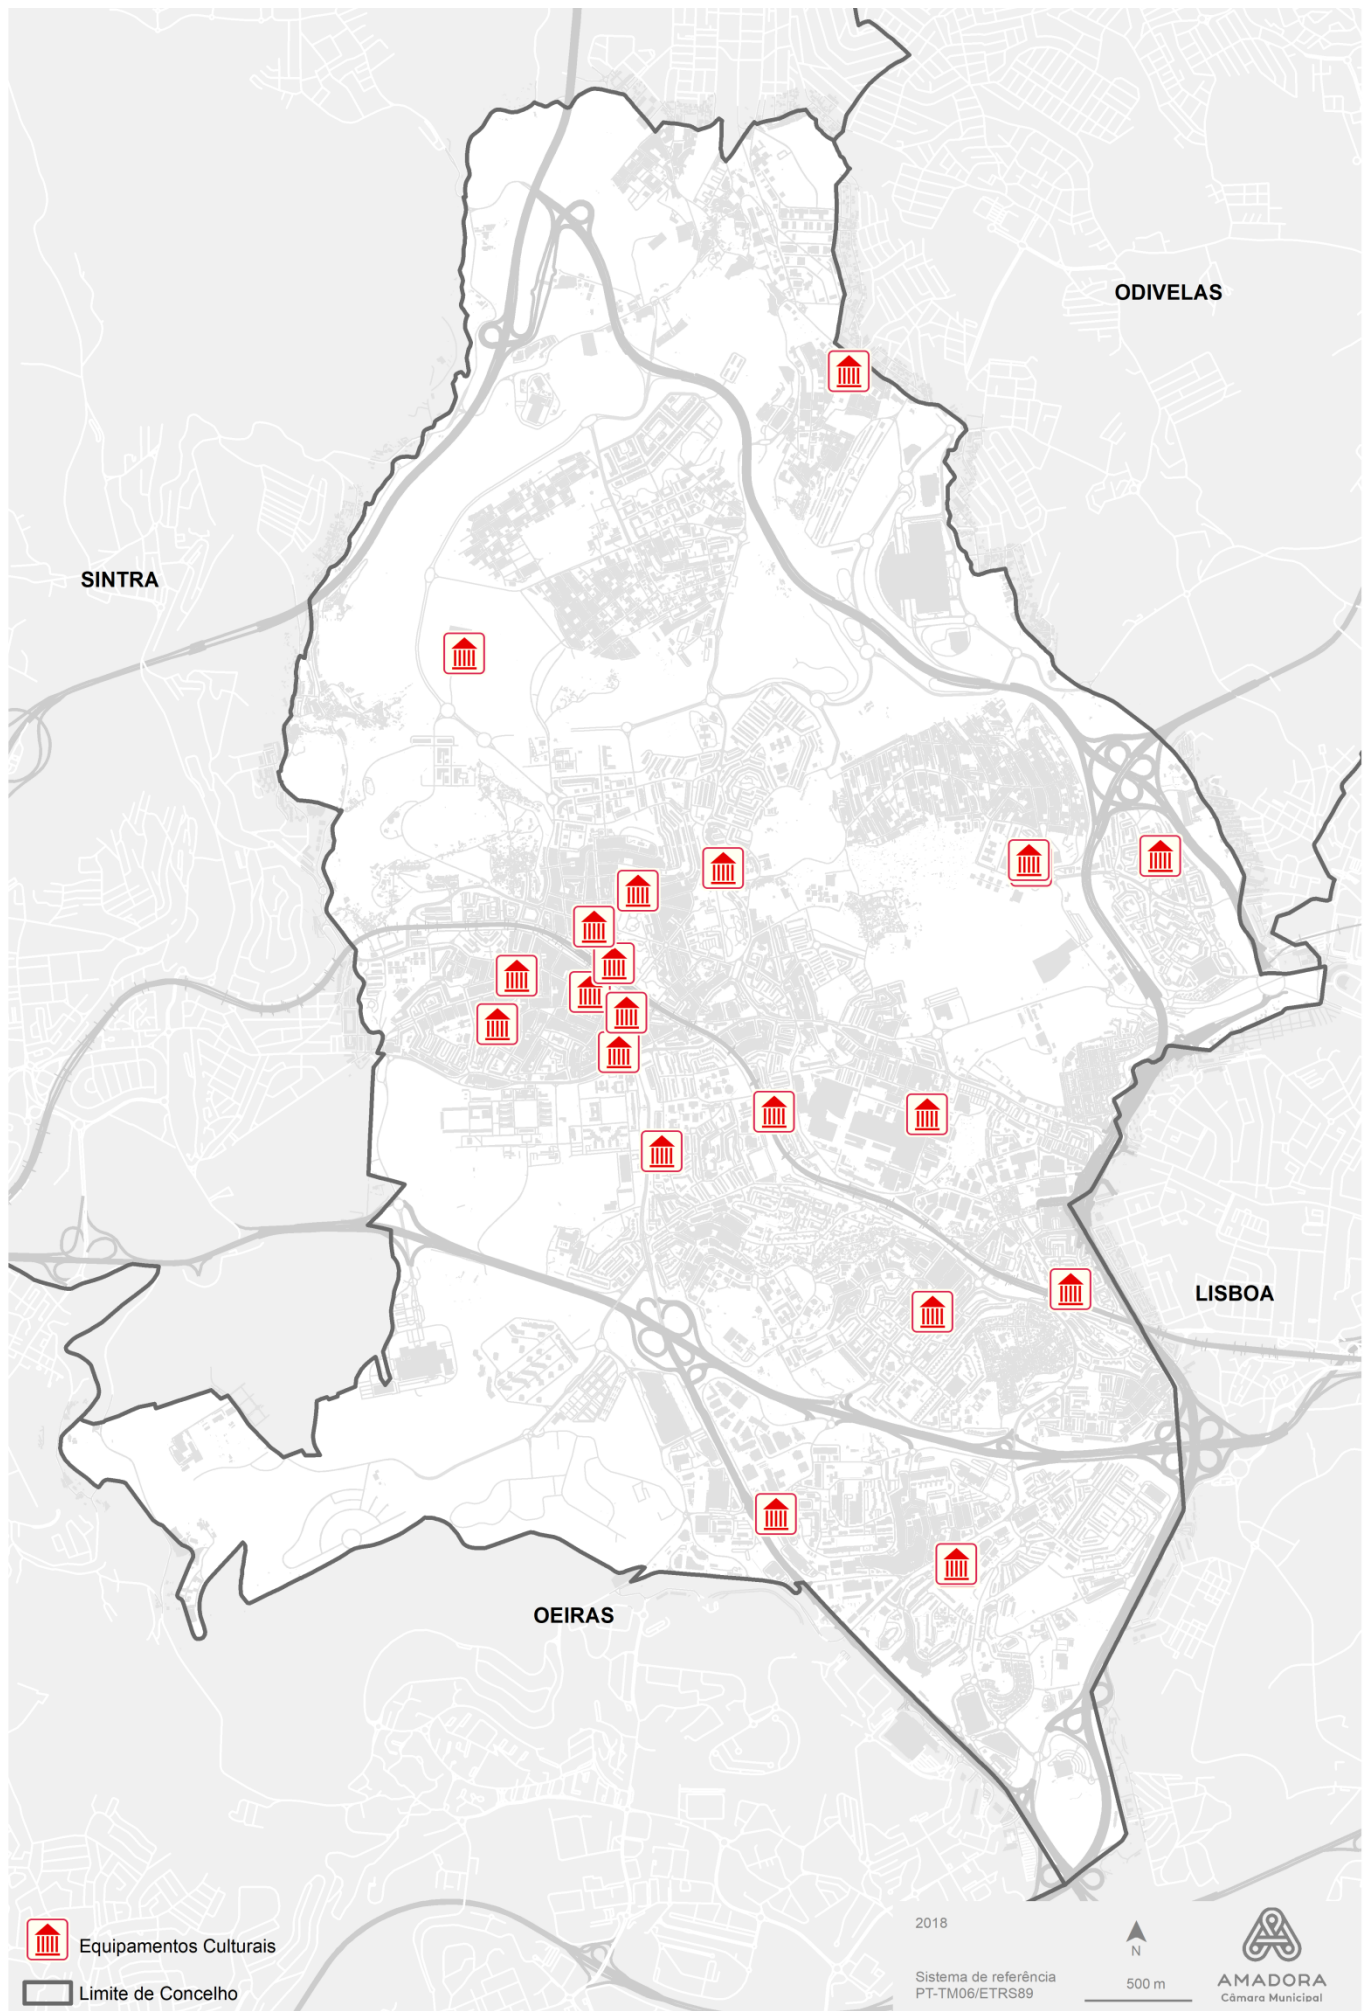 ODIVELAS
SINTRA
LISBOA
OEIRAS
Equipamentos Culturais
Limite de Concelho
2018
N
Sistema de referência
PT-TM06/ETRS89
500 m
AMADORA
Câmara Municipal